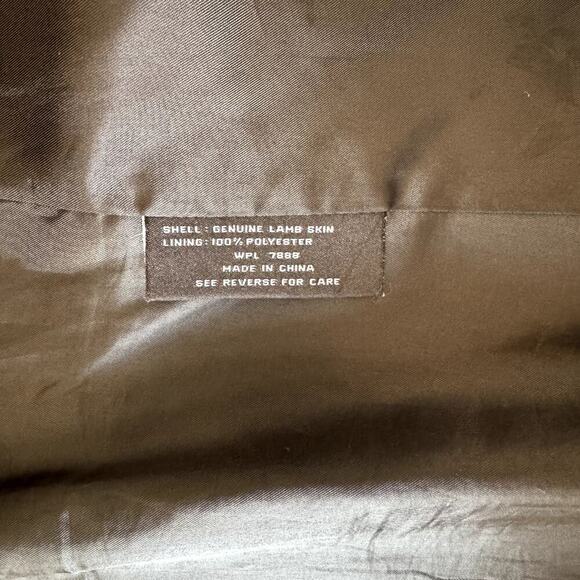 SHELL : GENUINE LAMB SKIN
LINING : 100% POLYESTER
WPL 7888
MADE IN CHINA
SEE REVERSE FOR CARE